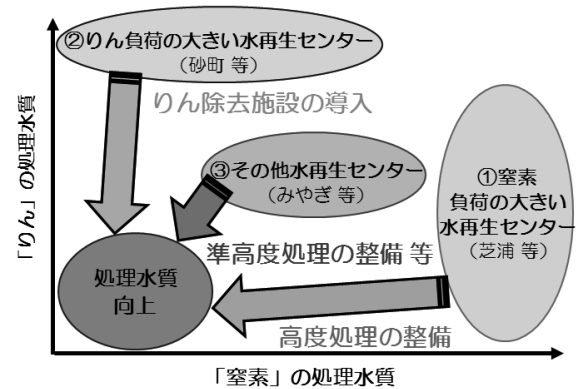 ②りん負荷の大きい水再生センター
（砂町 等）
りん除去施設の導入
③その他水再生センター
（みやぎ 等）
①窒素
負荷の大きい
水再生センター
（芝浦 等）
準高度処理の整備 等
処理水質
向上
高度処理の整備
「りん」の処理水質
「窒素」の処理水質